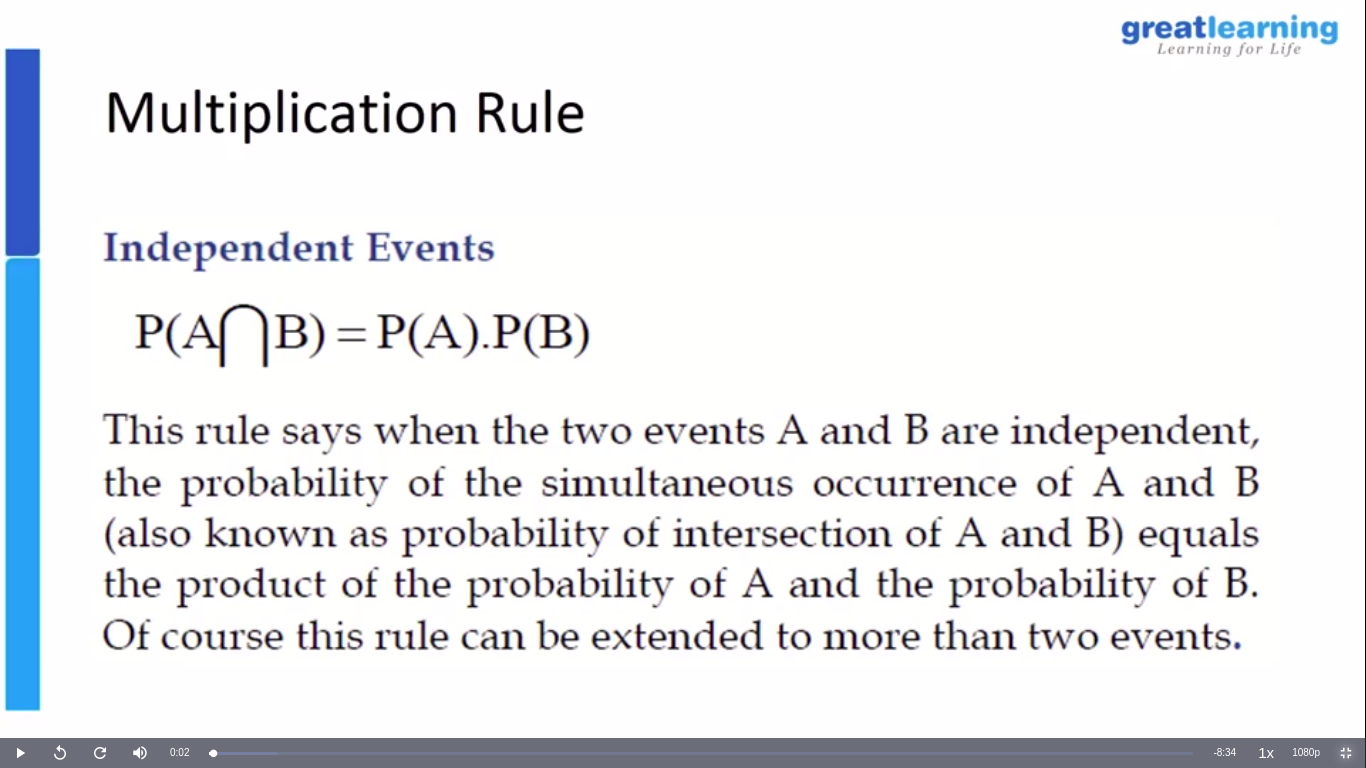 greatlearning
Learning for Life
Multiplication Rule
Independent Events
P(A⋂B) = P(A).P(B)
This rule says when the two events A and B are independent,
the probability of the simultaneous occurrence of A and B
(also known as probability of intersection of A and B) equals
the product of the probability of A and the probability of B.
Of course this rule can be extended to more than two events.
0:02 -8:34 1x 1080p